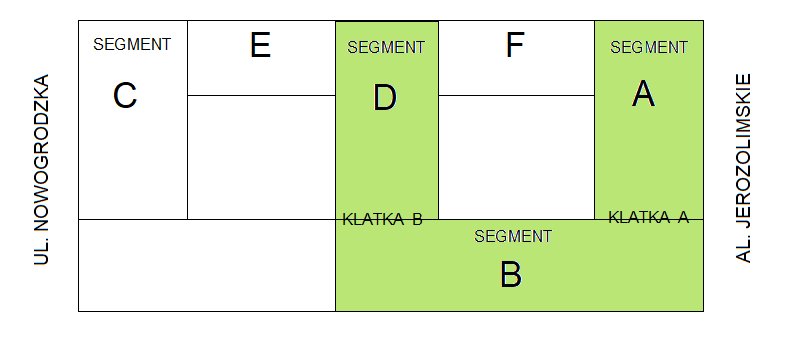 UL. NOWOGRODZKA
SEGMENT
C
E
SEGMENT
D
F
SEGMENT
A
AL. JEROZOLIMSKIE
KLATKA B
KLATKA A
SEGMENT
B